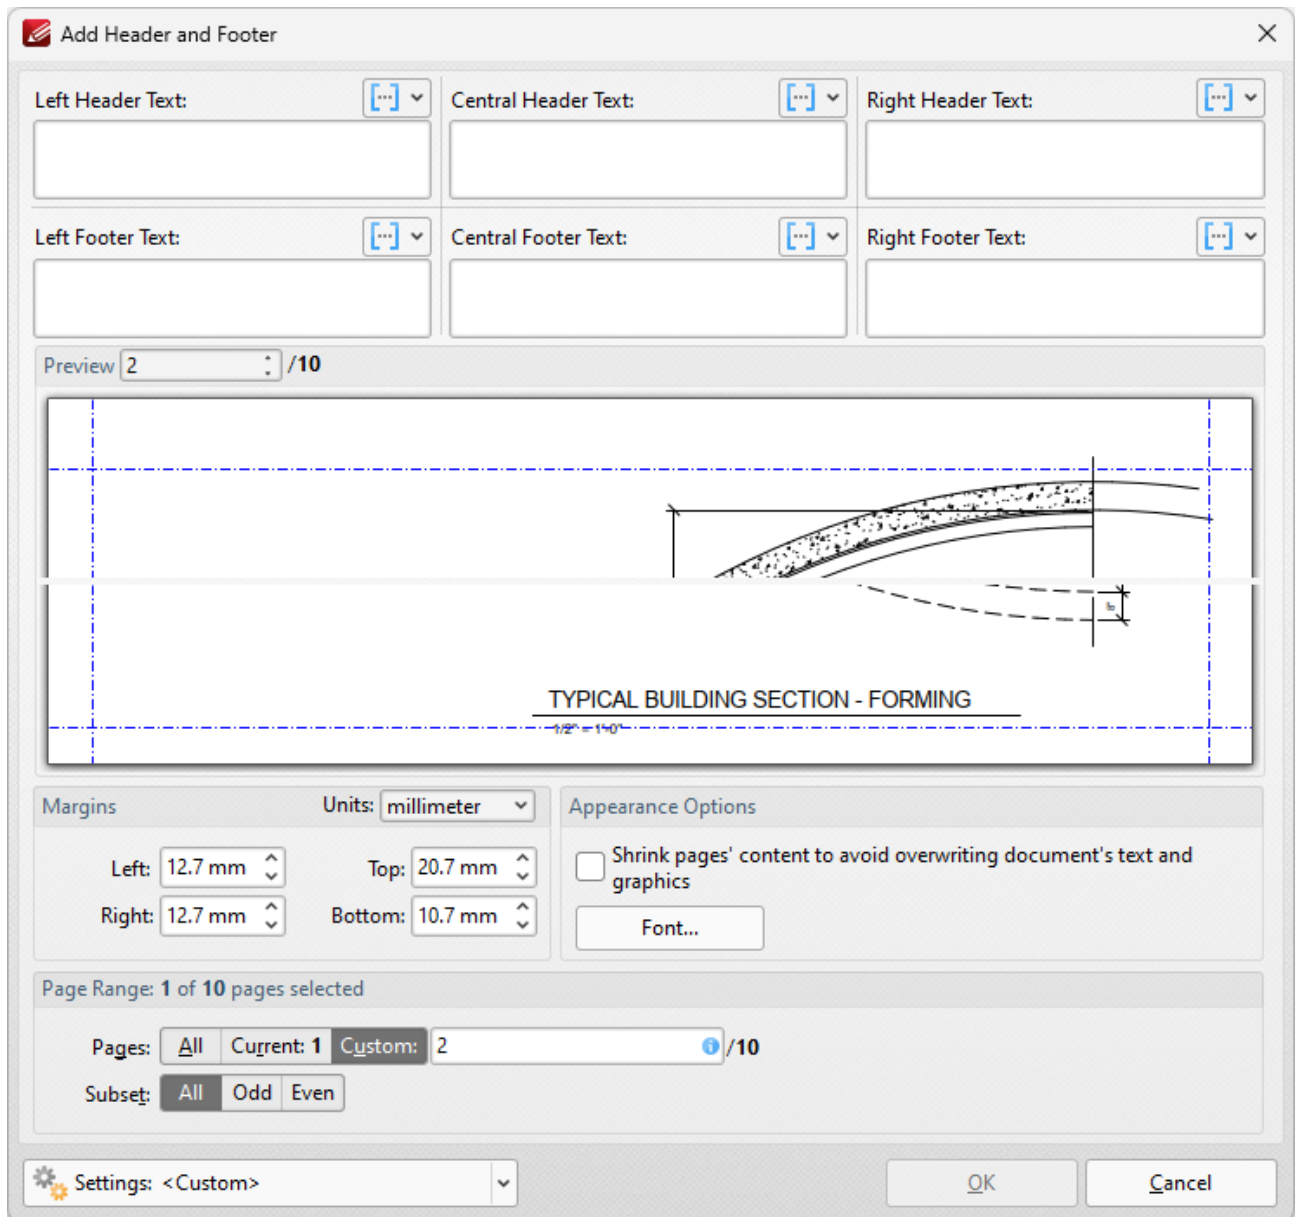 Add Header and Footer
Left Header Text:
Central Header Text:
Right Header Text:
Left Footer Text:
Central Footer Text:
Right Footer Text:
Preview 2 /10
TYPICAL BUILDING SECTION - FORMING
1/2" = 1'-0"
Margins
Units: millimeter
Appearance Options
Left: 12.7 mm
Top: 20.7 mm
Shrink pages' content to avoid overwriting document's text and
graphics
Right: 12.7 mm
Bottom: 10.7 mm
Font...
Page Range: 1 of 10 pages selected
Pages: All Current: 1 Custom: 2 /10
Subset: All Odd Even
Settings: <Custom>
OK
Cancel